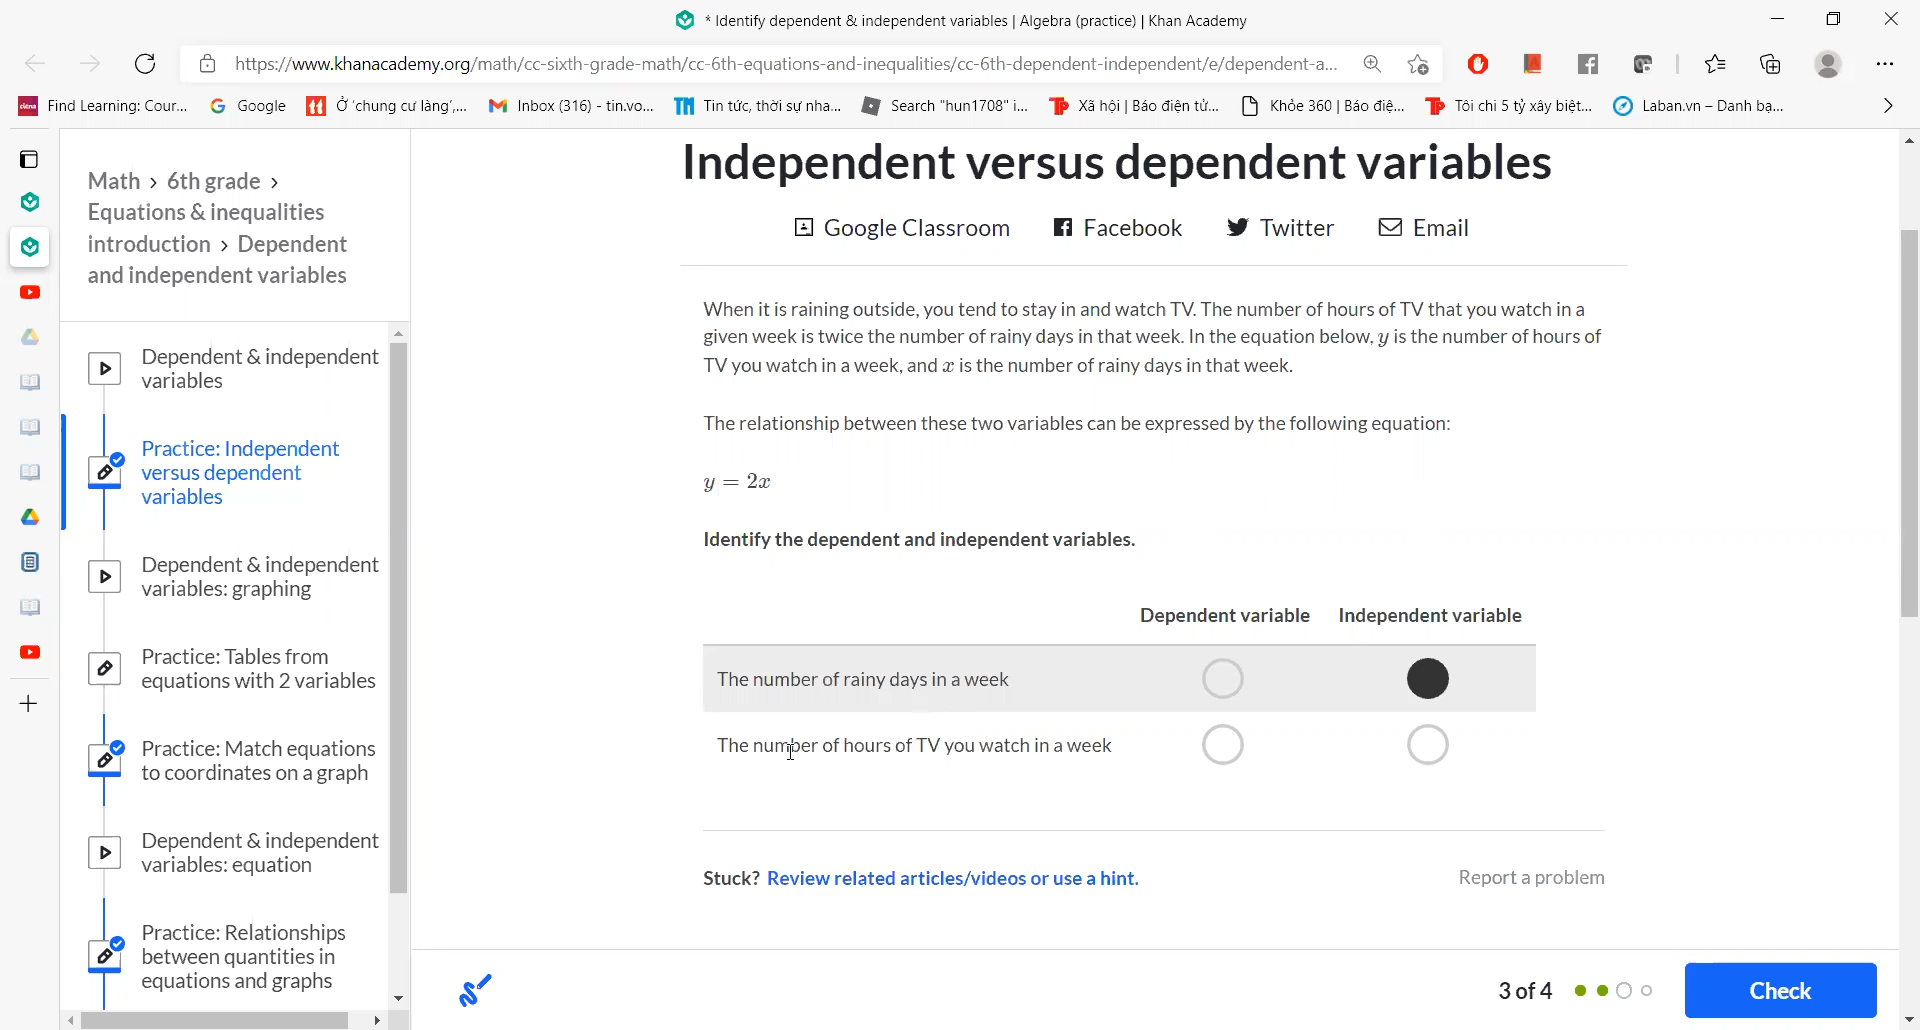 * Identify dependent & independent variables | Algebra (practice) | Khan Academy
https://www.khanacademy.org/math/cc-sixth-grade-math/cc-6th-equations-and-inequalities/cc-6th-dependent-independent/e/dependent-a...
Find Learning: Cour...
Google
Ở 'chung cư làng',...
Inbox (316) - tin.vo...
Tin tức, thời sự nha...
Search "hun1708" i...
Xã hội | Báo điện tử...
Khỏe 360 | Báo điệ...
Tôi chi 5 tỷ xây biệt...
Laban.vn – Danh bạ...
Math › 6th grade ›
Equations & inequalities
introduction › Dependent
and independent variables
Dependent & independent
variables
Practice: Independent
versus dependent
variables
Dependent & independent
variables: graphing
Practice: Tables from
equations with 2 variables
Practice: Match equations
to coordinates on a graph
Dependent & independent
variables: equation
Practice: Relationships
between quantities in
equations and graphs
Independent versus dependent variables
Google Classroom
Facebook
Twitter
Email
When it is raining outside, you tend to stay in and watch TV. The number of hours of TV that you watch in a
given week is twice the number of rainy days in that week. In the equation below, y is the number of hours of
TV you watch in a week, and x is the number of rainy days in that week.
The relationship between these two variables can be expressed by the following equation:
y = 2x
Identify the dependent and independent variables.
Dependent variable Independent variable
The number of rainy days in a week
The number of hours of TV you watch in a week
Stuck? Review related articles/videos or use a hint.
Report a problem
3 of 4
Check